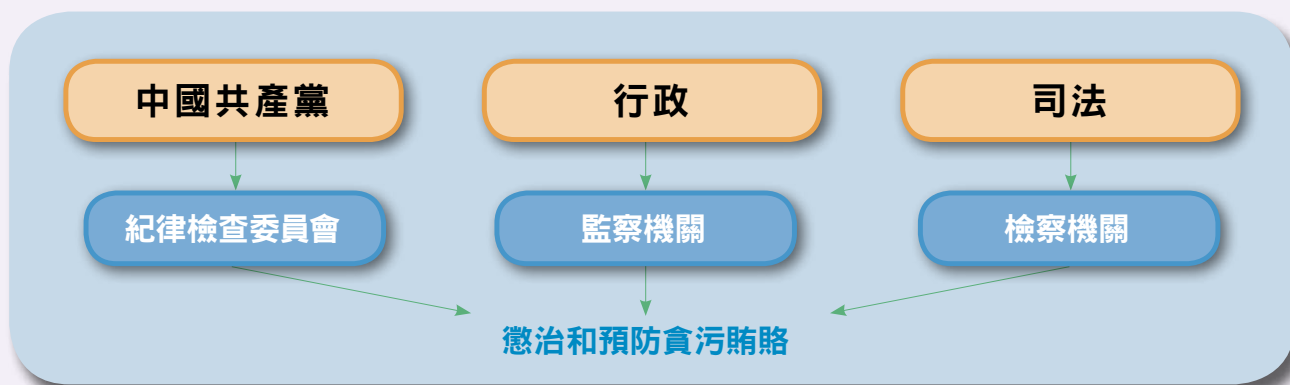 中國共產黨
行政
司法
紀律檢查委員會
監察機關
檢察機關
懲治和預防貪污賄賂